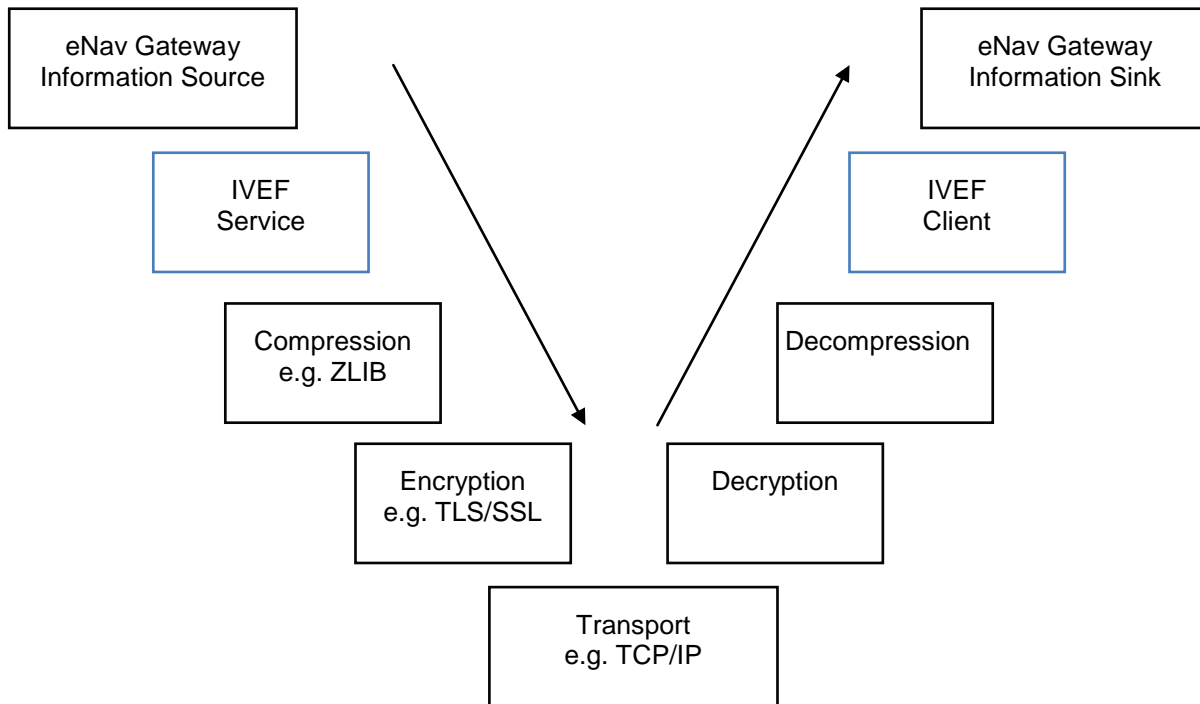 eNav Gateway
Information Source
eNav Gateway
Information Sink
IVEF
Service
IVEF
Client
Compression
e.g. ZLIB
Decompression
Encryption
e.g. TLS/SSL
Decryption
Transport
e.g. TCP/IP